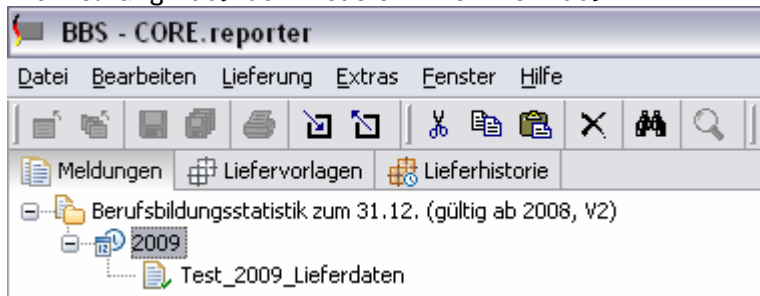 BBS - CORE.reporter
Datei Bearbeiten Lieferung Extras Fenster Hilfe
Meldungen Liefervorlagen Lieferhistorie
Berufsbildungsstatistik zum 31.12. (gültig ab 2008, V2)
2009
Test_2009_Lieferdaten